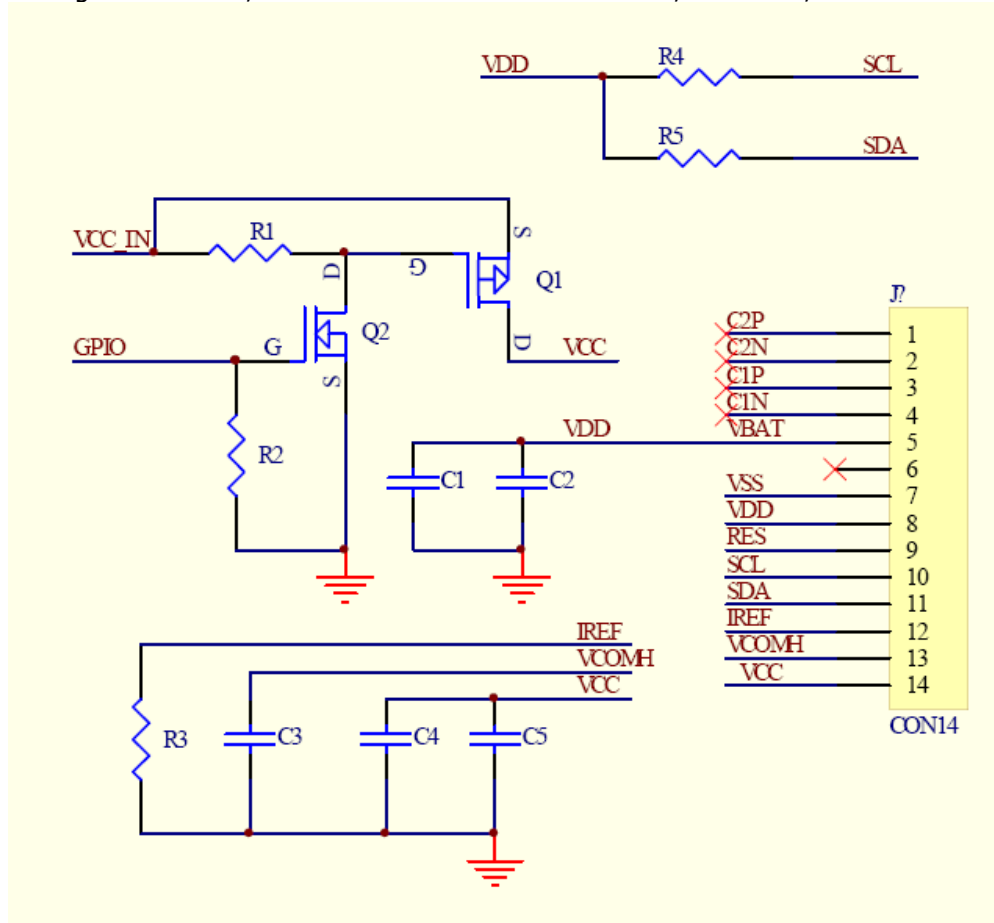 VDD R4 SCL
R5 SDA
VCC_IN R1 D G S Q1
D VCC
GPIO G Q2
S
R2
J?
C2P 1
C2N 2
C1P 3
C1N 4
VDD VBAT 5
6
VSS 7
VDD 8
RES 9
SCL 10
SDA 11
IREF 12
VCOMH 13
VCC 14
CON14
C1 C2
IREF
VCOMH
VCC
R3 C3 C4 C5